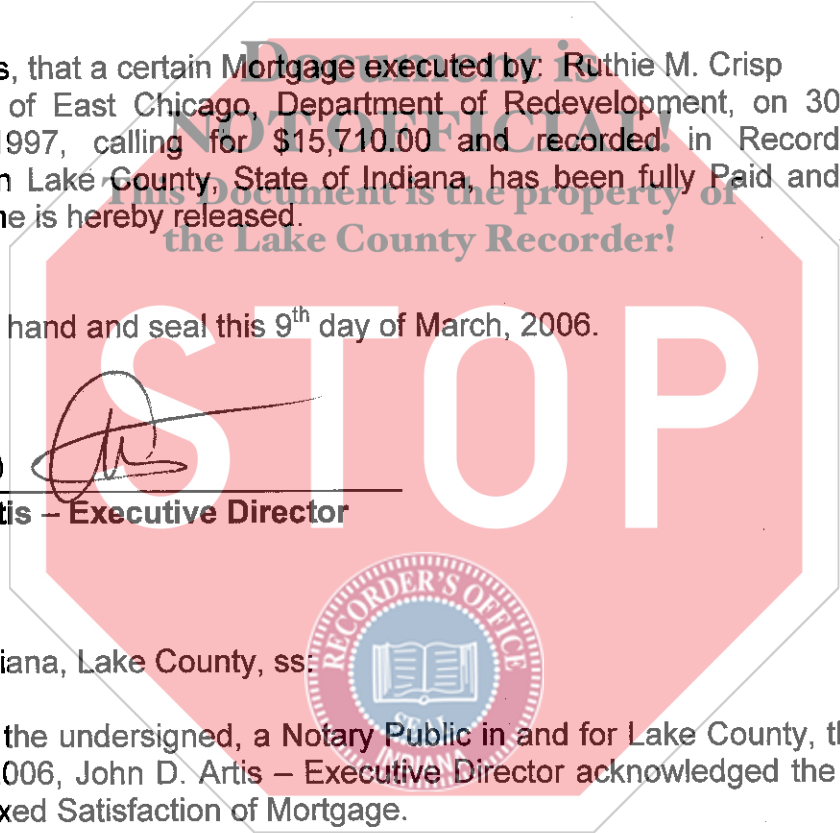 Document is
s, that a certain Mortgage executed by: Ruthie M. Crisp
of East Chicago, Department of Redevelopment, on 30
NOT OFFICIAL!
1997, calling for $15,710.00 and recorded in Record
n Lake County, State of Indiana, has been fully Paid and
This Document is the property of
ne is hereby released.
the Lake County Recorder!
hand and seal this 9th day of March, 2006.
STOP
tis – Executive Director
RECORDER'S OFFICE
iana, Lake County, ss:
SEAL
INDIANA
the undersigned, a Notary Public in and for Lake County, th
006, John D. Artis – Executive Director acknowledged the
xed Satisfaction of Mortgage.